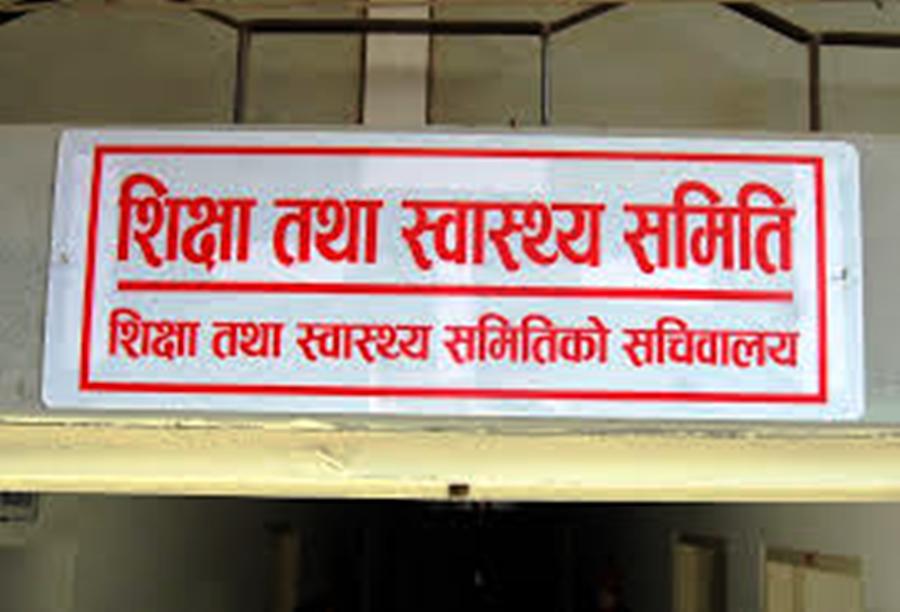 शिक्षा तथा स्वास्थ्य समिति
शिक्षा तथा स्वास्थ्य समितिको सचिवालय